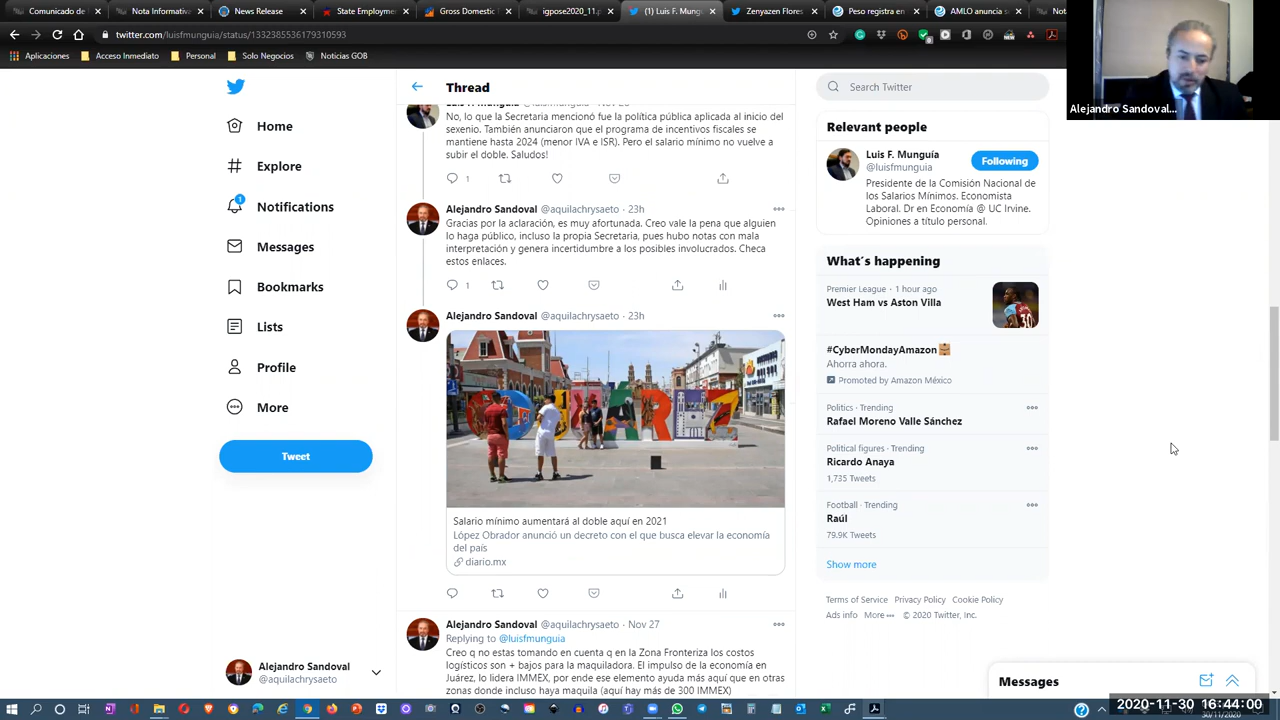 Note
Nota Informativ
News Release
State Employme
Gross Domestic
igpose2020_11.
(1) Luis F. Mung
Zenyazen Flores
Peso registra en
AMLO anuncia s
Not
twitter.com/luisfmunguia/status/1332385536179310593
Aplicaciones
Acceso Inmediato
Personal
Solo Negocios
Noticias GOB
Alejandro Sandoval...
Home
Explore
1
Notifications
Messages
Bookmarks
Lists
Profile
More
Tweet
Alejandro Sandoval
@aquilachrysaeto
Thread
No, lo que la Secretaria mencionó fue la política pública aplicada al inicio del
sexenio. También anunciaron que el programa de incentivos fiscales se
mantiene hasta 2024 (menor IVA e ISR). Pero el salario mínimo no vuelve a
subir el doble. Saludos!
1
Alejandro Sandoval @aquilachrysaeto · 23h
Gracias por la aclaración, es muy afortunada. Creo vale la pena que alguien
lo haga público, incluso la propia Secretaria, pues hubo notas con mala
interpretación y genera incertidumbre a los posibles involucrados. Checa
estos enlaces.
1
Alejandro Sandoval @aquilachrysaeto · 23h
Salario mínimo aumentará al doble aquí en 2021
López Obrador anunció un decreto con el que busca elevar la economía
del país
diario.mx
Alejandro Sandoval @aquilachrysaeto · Nov 27
Replying to @luisfmunguia
Creo q no estas tomando en cuenta q en la Zona Fronteriza los costos
logísticos son + bajos para la maquiladora. El impulso de la economía en
Juárez, lo lidera IMMEX, por ende ese elemento ayuda más aquí que en otras
zonas donde incluso haya maquila (aquí hay más de 300 IMMEX)
Search Twitter
Relevant people
Luis F. Munguía
@luisfmunguia
Following
Presidente de la Comisión Nacional de
los Salarios Mínimos. Economista
Laboral. Dr en Economía @ UC Irvine.
Opiniones a título personal.
What's happening
Premier League · 1 hour ago
West Ham vs Aston Villa
#CyberMondayAmazon
Ahorra ahora.
Promoted by Amazon México
Politics · Trending
Rafael Moreno Valle Sánchez
Political figures · Trending
Ricardo Anaya
1,735 Tweets
Football · Trending
Raúl
79.9K Tweets
Show more
Terms of Service Privacy Policy Cookie Policy
Ads info More © 2020 Twitter, Inc.
Messages
2020-11-30 16:44:00
30/11/2020